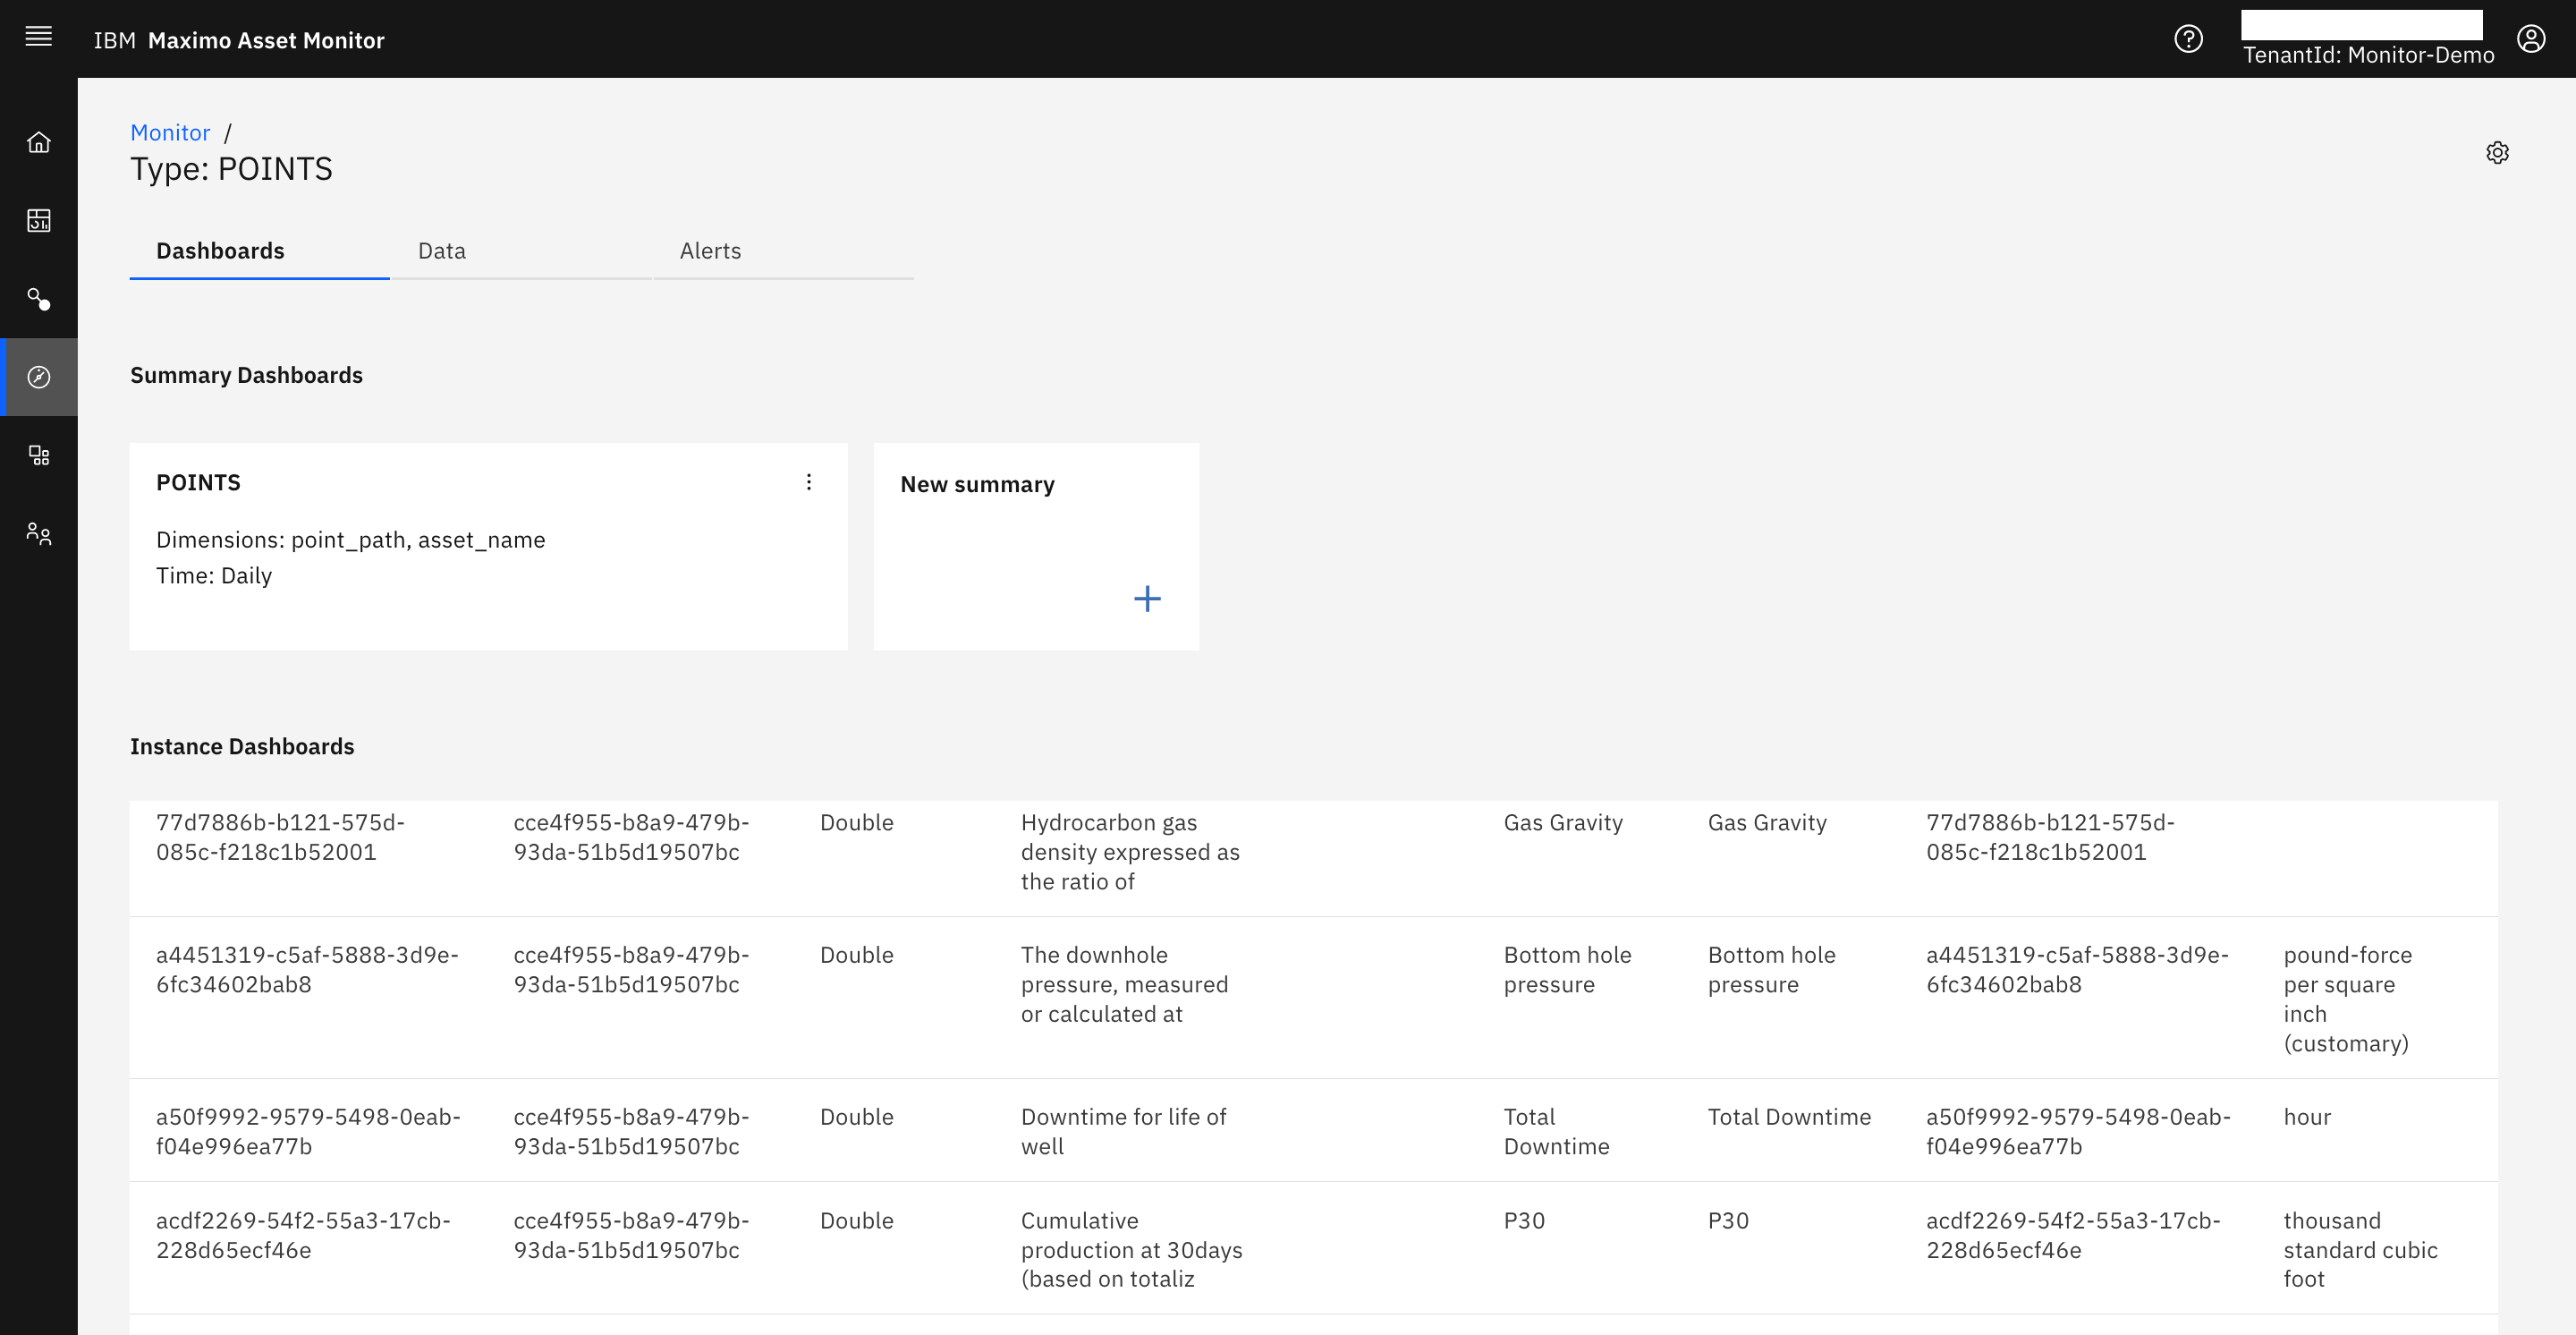 IBM Maximo Asset Monitor
TenantId: Monitor-Demo
Monitor /
Type: POINTS
Dashboards Data Alerts
Summary Dashboards
POINTS
Dimensions: point_path, asset_name
Time: Daily
New summary
Instance Dashboards
77d7886b-b121-575d- cce4f955-b8a9-479b- Double Hydrocarbon gas Gas Gravity Gas Gravity 77d7886b-b121-575d-
085c-f218c1b52001 93da-51b5d19507bc density expressed as 085c-f218c1b52001
the ratio of
a4451319-c5af-5888-3d9e- cce4f955-b8a9-479b- Double The downhole Bottom hole Bottom hole a4451319-c5af-5888-3d9e- pound-force
6fc34602bab8 93da-51b5d19507bc pressure, measured pressure pressure 6fc34602bab8 per square
or calculated at inch
(customary)
a50f9992-9579-5498-0eab- cce4f955-b8a9-479b- Double Downtime for life of Total Total Downtime a50f9992-9579-5498-0eab- hour
f04e996ea77b 93da-51b5d19507bc well Downtime f04e996ea77b
acdf2269-54f2-55a3-17cb- cce4f955-b8a9-479b- Double Cumulative P30 P30 acdf2269-54f2-55a3-17cb- thousand
228d65ecf46e 93da-51b5d19507bc production at 30days 228d65ecf46e standard cubic
(based on totaliz foot